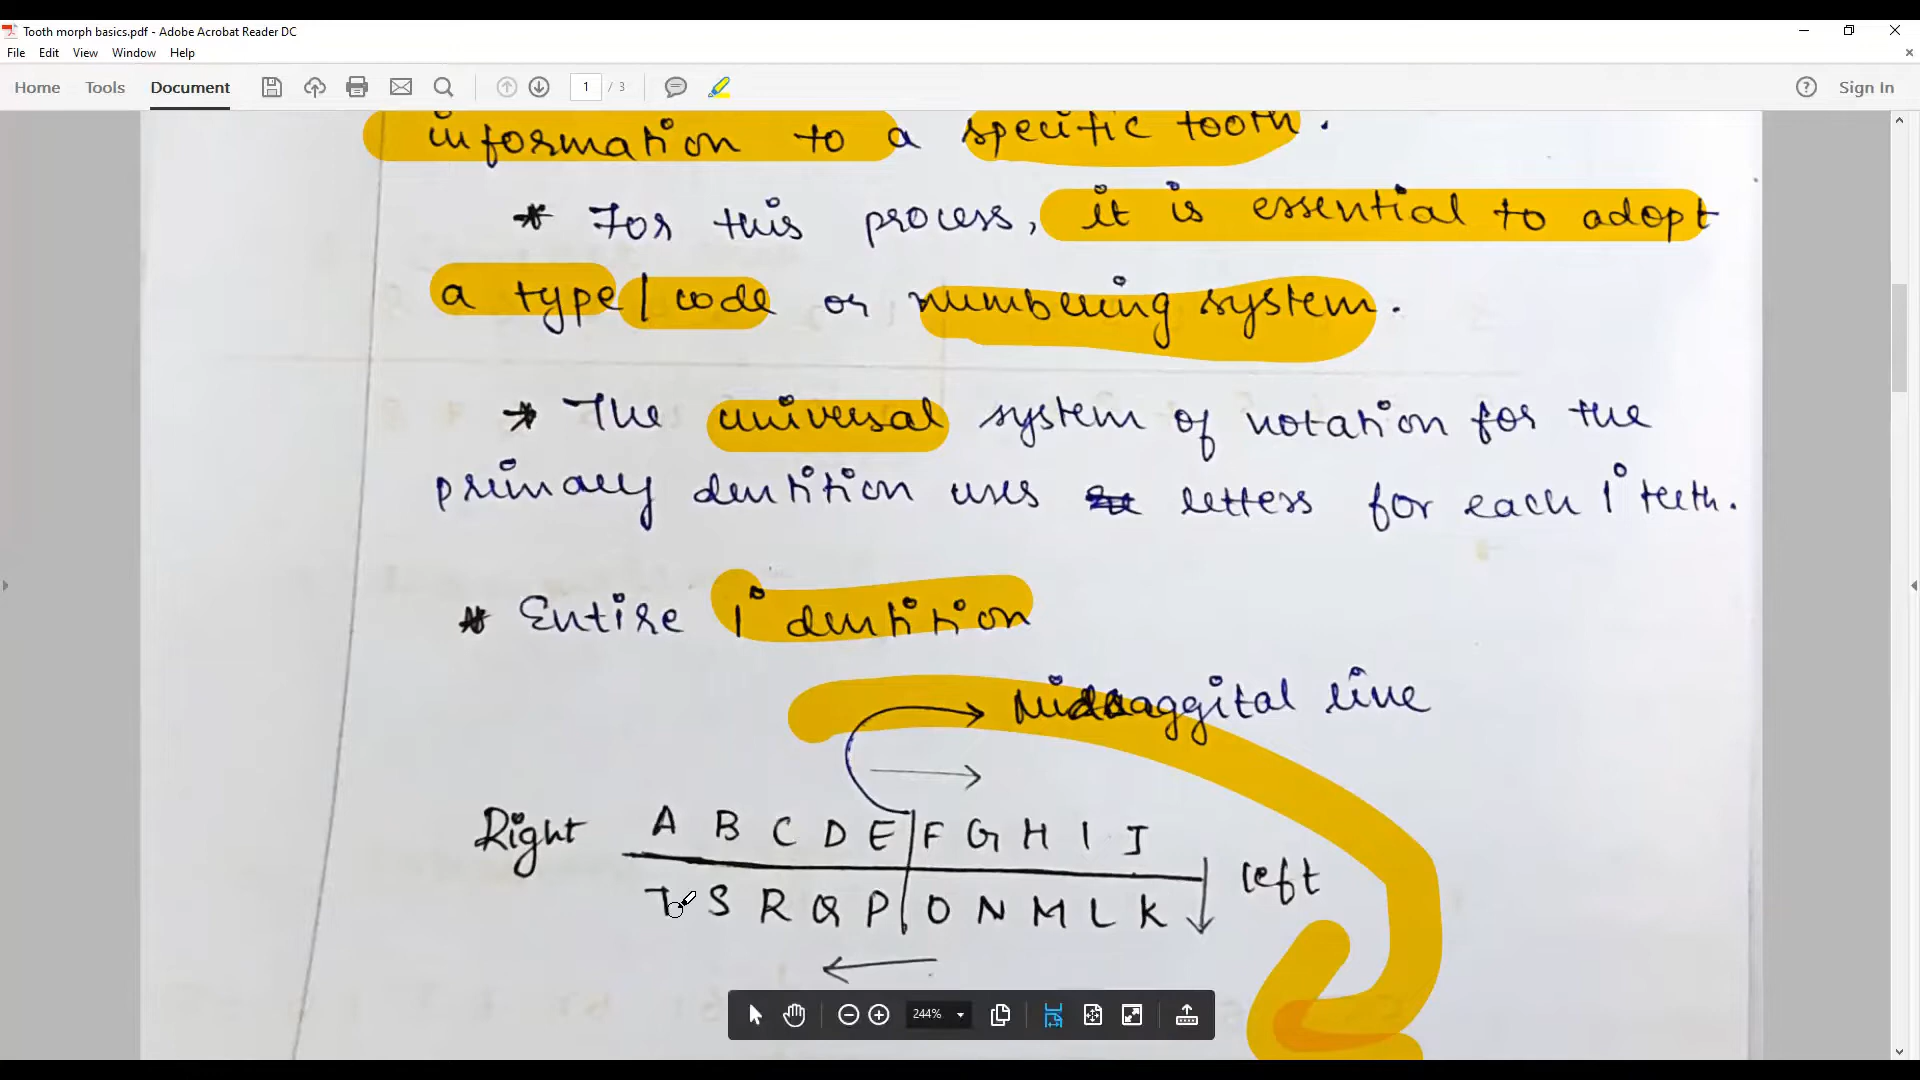 Tooth morph basics.pdf - Adobe Acrobat Reader DC
File Edit View Window Help
Home Tools Document 1 / 3 Sign In
information to a specific tooth.
* For this process, it is essential to adopt
a type / code or numbering system.
* The universal system of notation for the
primary dentition uses letters for each 1° teeth.
* Entire 1° dentition
Midsaggital line
Right A B C D E F G H I J
left
T S R Q P O N M L K
244%